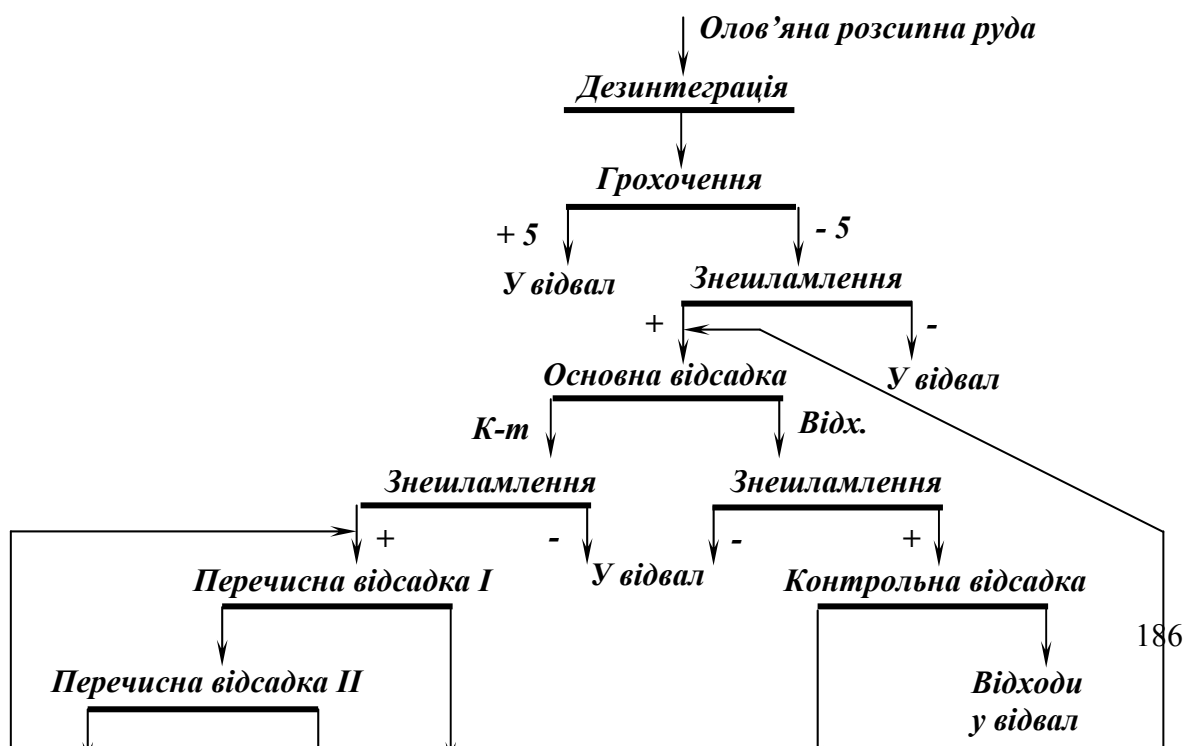 Олов’яна розсипна руда
Дезинтеграція
Грохочення
+ 5
- 5
У відвал
Знешламлення
+
-
Основна відсадка
У відвал
К-т
Відх.
Знешламлення
Знешламлення
+
-
-
+
Перечисна відсадка I
У відвал
Контрольна відсадка
186
Перечисна відсадка II
Відходи
у відвал